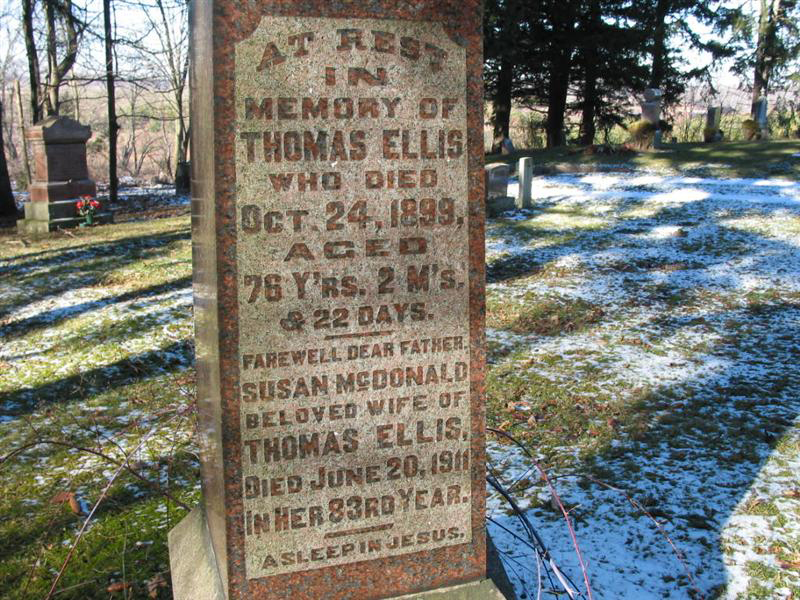 AT REST
IN
MEMORY OF
THOMAS ELLIS
WHO DIED
OCT. 24, 1899,
AGED
76 Y'RS. 2 M's.
& 22 DAYS.
FAREWELL DEAR FATHER.
SUSAN McDONALD
BELOVED WIFE OF
THOMAS ELLIS,
DIED JUNE 20, 1911
IN HER 83RD YEAR.
ASLEEP IN JESUS.